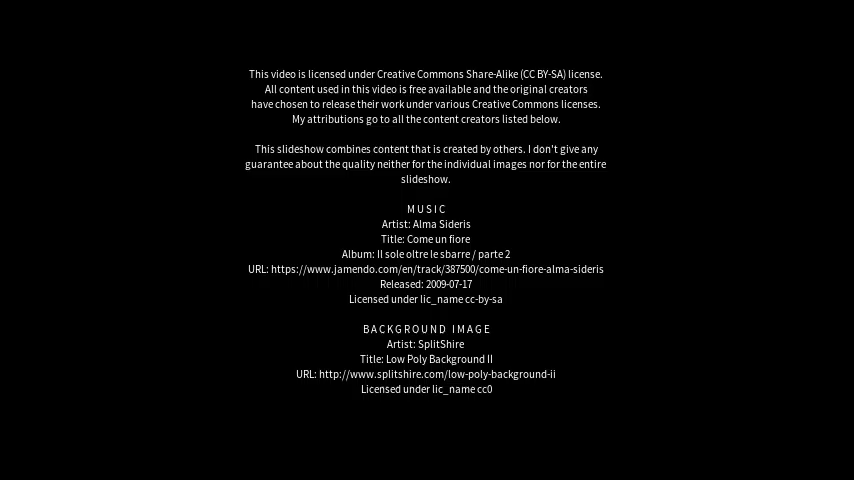 This video is licensed under Creative Commons Share-Alike (CC BY-SA) license.
All content used in this video is free available and the original creators
have chosen to release their work under various Creative Commons licenses.
My attributions go to all the content creators listed below.
This slideshow combines content that is created by others. I don't give any
guarantee about the quality neither for the individual images nor for the entire
slideshow.
MUSIC
Artist: Alma Sideris
Title: Come un fiore
Album: Il sole oltre le sbarre / parte 2
URL: https://www.jamendo.com/en/track/387500/come-un-fiore-alma-sideris
Released: 2009-07-17
Licensed under lic_name cc-by-sa
BACKGROUND IMAGE
Artist: SplitShire
Title: Low Poly Background II
URL: http://www.splitshire.com/low-poly-background-ii
Licensed under lic_name cc0